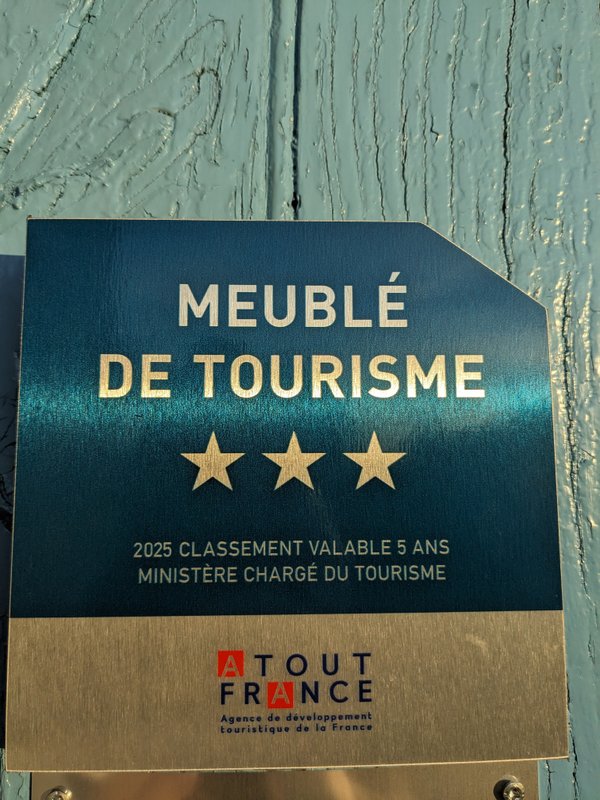 MEUBLÉ
DE TOURISME
2025 CLASSEMENT VALABLE 5 ANS
MINISTÈRE CHARGÉ DU TOURISME
ATOUT
FRANCE
Agence de développement
touristique de la France